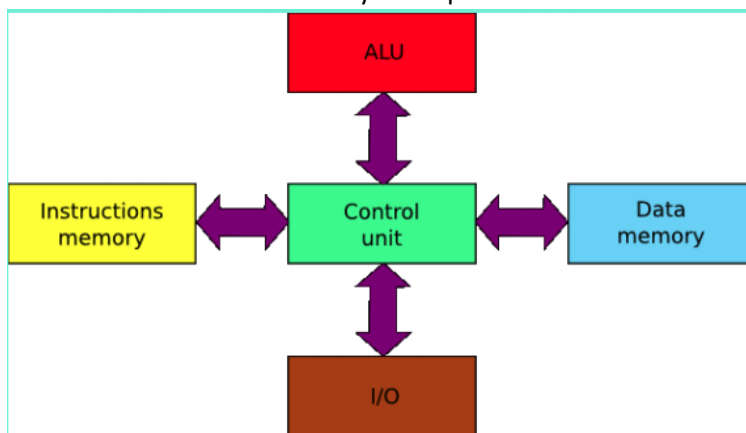 ALU
Instructions
memory
Control
unit
Data
memory
I/O